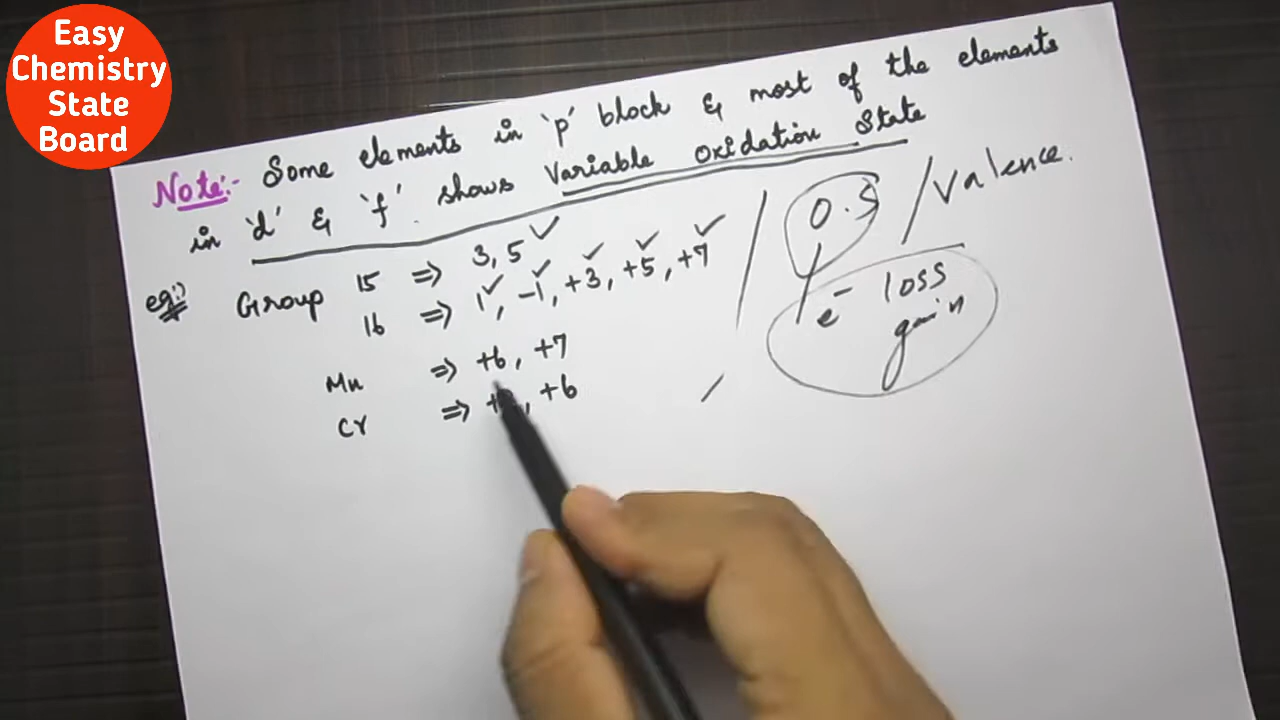 Easy
Chemistry
State
Board
Note:- Some elements in 'p' block & most of the elements
in 'd' & 'f' shows Variable Oxidation State
eg:) Group 15 ⇒ 3, 5 ✓
16 ⇒ 1✓, -1✓, +3✓, +5✓, +7✓
Mn ⇒ +6, +7
Cr ⇒ , +6
/ O.S / Valence.
e⁻ loss
gain